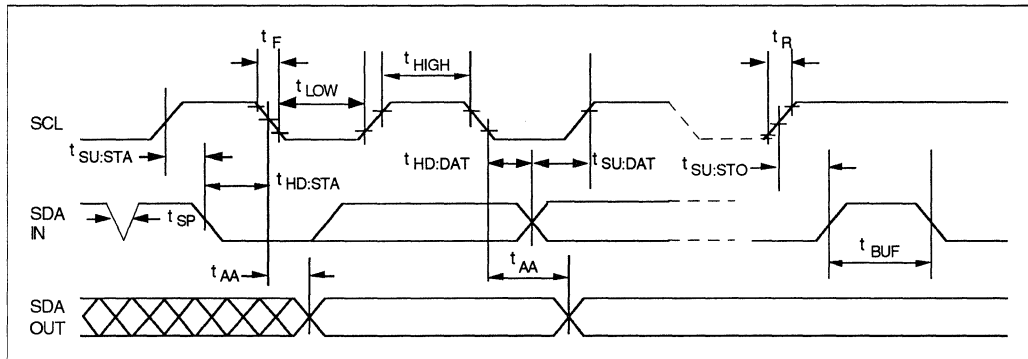 t F
t R
t HIGH
t LOW
SCL
t SU:STA
t HD:STA
t HD:DAT
t SU:DAT
t SU:STO
SDA
IN
t SP
t AA
t AA
t BUF
SDA
OUT